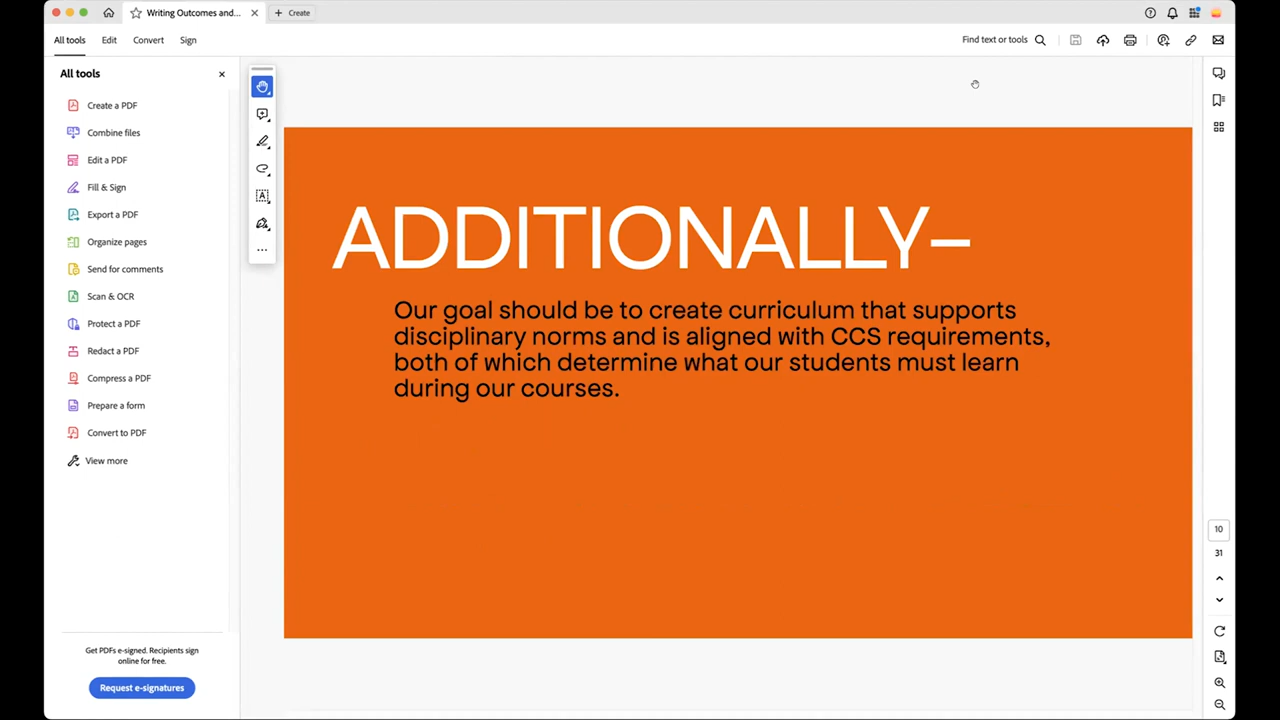 Writing Outcomes and...
Create
All tools
Edit
Convert
Sign
Find text or tools
All tools
Create a PDF
Combine files
Edit a PDF
Fill & Sign
Export a PDF
Organize pages
Send for comments
Scan & OCR
Protect a PDF
Redact a PDF
Compress a PDF
Prepare a form
Convert to PDF
View more
Get PDFs e-signed. Recipients sign
online for free.
Request e-signatures
ADDITIONALLY–
Our goal should be to create curriculum that supports
disciplinary norms and is aligned with CCS requirements,
both of which determine what our students must learn
during our courses.
10
31